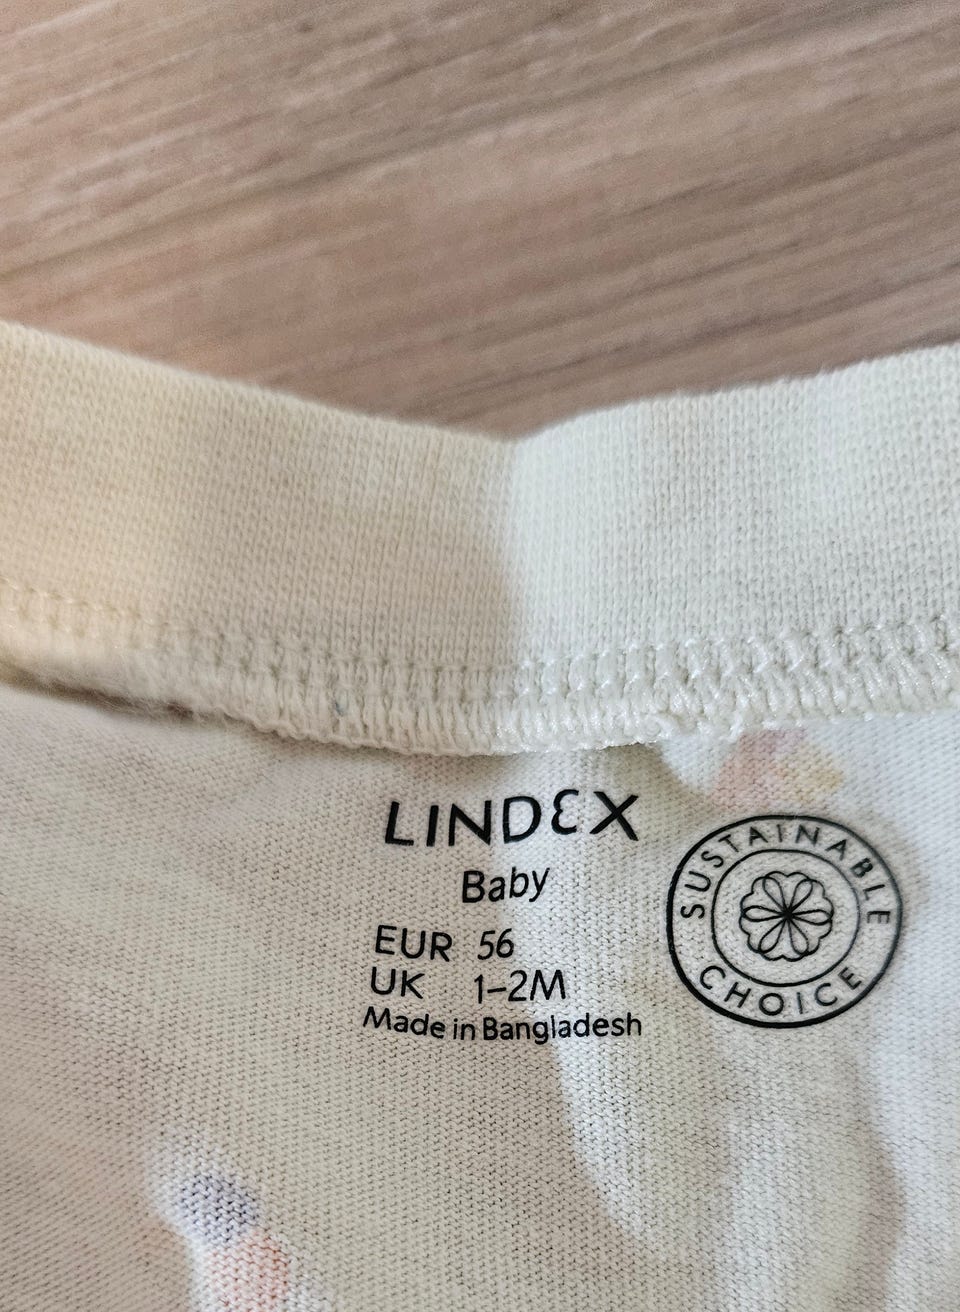 LINDEX
Baby
EUR 56
UK 1-2M
Made in Bangladesh
SUSTAINABLE
CHOICE